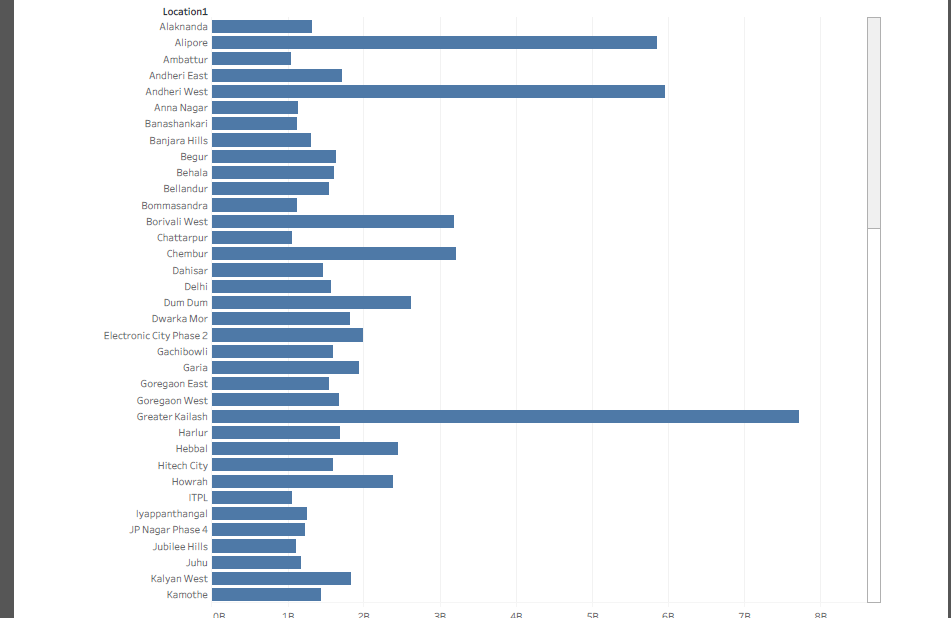 Location1
Alaknanda
Alipore
Ambattur
Andheri East
Andheri West
Anna Nagar
Banashankari
Banjara Hills
Begur
Behala
Bellandur
Bommasandra
Borivali West
Chattarpur
Chembur
Dahisar
Delhi
Dum Dum
Dwarka Mor
Electronic City Phase 2
Gachibowli
Garia
Goregaon East
Goregaon West
Greater Kailash
Harlur
Hebbal
Hitech City
Howrah
ITPL
Iyappanthangal
JP Nagar Phase 4
Jubilee Hills
Juhu
Kalyan West
Kamothe
0B 1B 2B 3B 4B 5B 6B 7B 8B